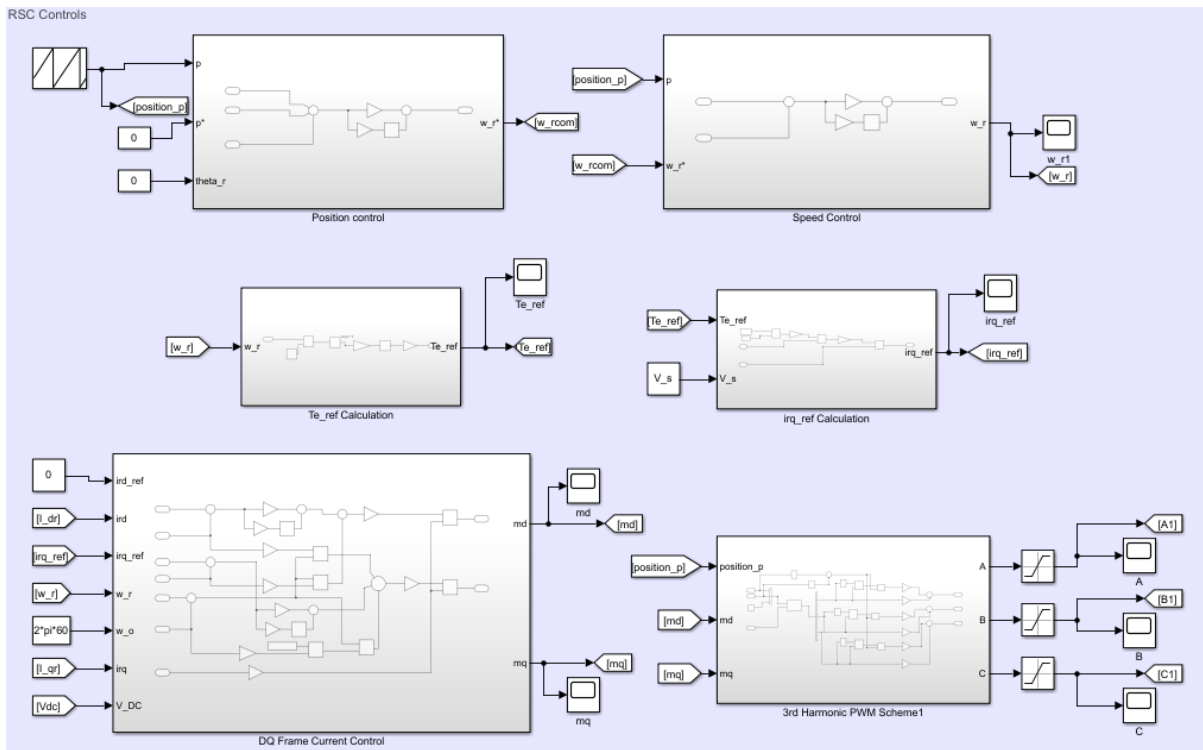 RSC Controls
p
[position_p]
p*
0
0
theta_r
w_r*
[w_rcom]
Position control
[position_p]
p
[w_rcom]
w_r*
w_r
w_r1
[w_r]
Speed Control
[w_r]
w_r
Te_ref
Te_ref
Te_ref]
Te_ref Calculation
[Te_ref]
Te_ref
V_s
V_s
irq_ref
irq_ref
[irq_ref]
irq_ref Calculation
0
ird_ref
[I_dr]
ird
[irq_ref]
irq_ref
[w_r]
w_r
2*pi*60
w_o
[I_qr]
irq
[Vdc]
V_DC
md
md
[md]
mq
[mq]
mq
DQ Frame Current Control
[position_p]
position_p
[md]
md
[mq]
mq
A
[A1]
A
B
[B1]
B
C
[C1]
C
3rd Harmonic PWM Scheme1